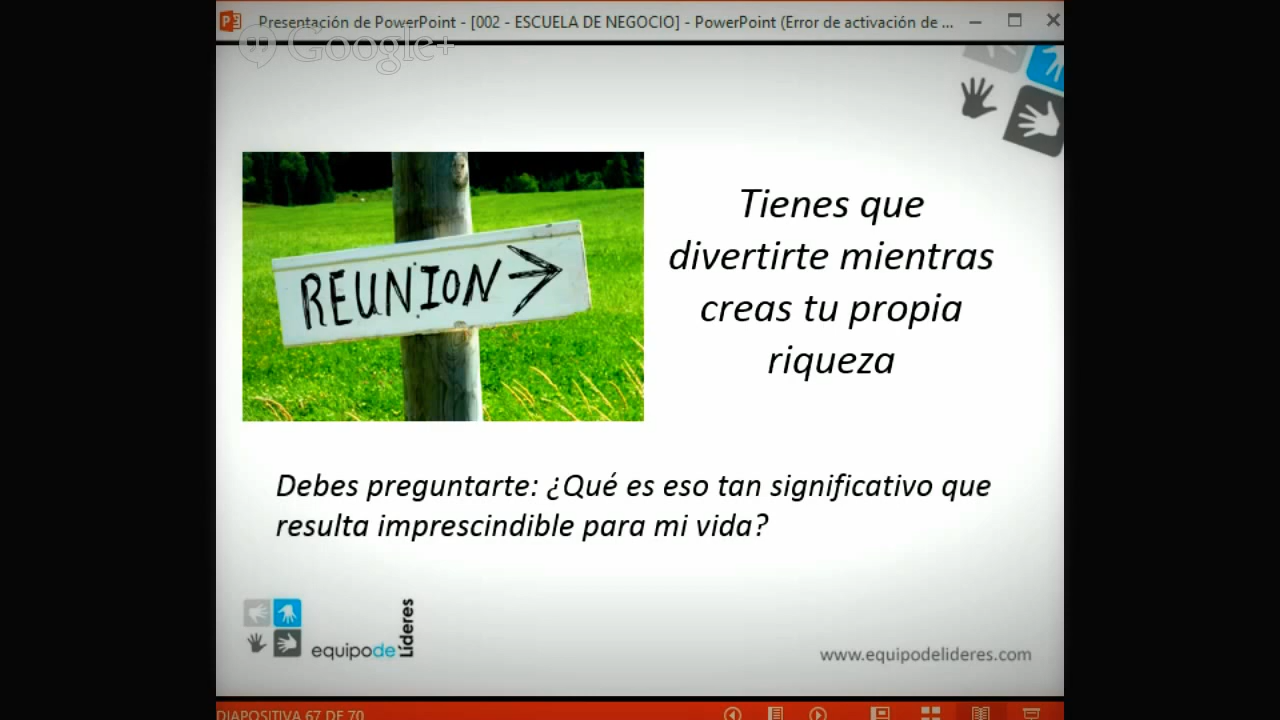 Presentación de PowerPoint - [002 - ESCUELA DE NEGOCIO] - PowerPoint (Error de activación de ...
Google+
REUNION
Tienes que
divertirte mientras
creas tu propia
riqueza
Debes preguntarte: ¿Qué es eso tan significativo que
resulta imprescindible para mi vida?
equipode Líderes
www.equipodelideres.com
DIAPOSITIVA 67 DE 70